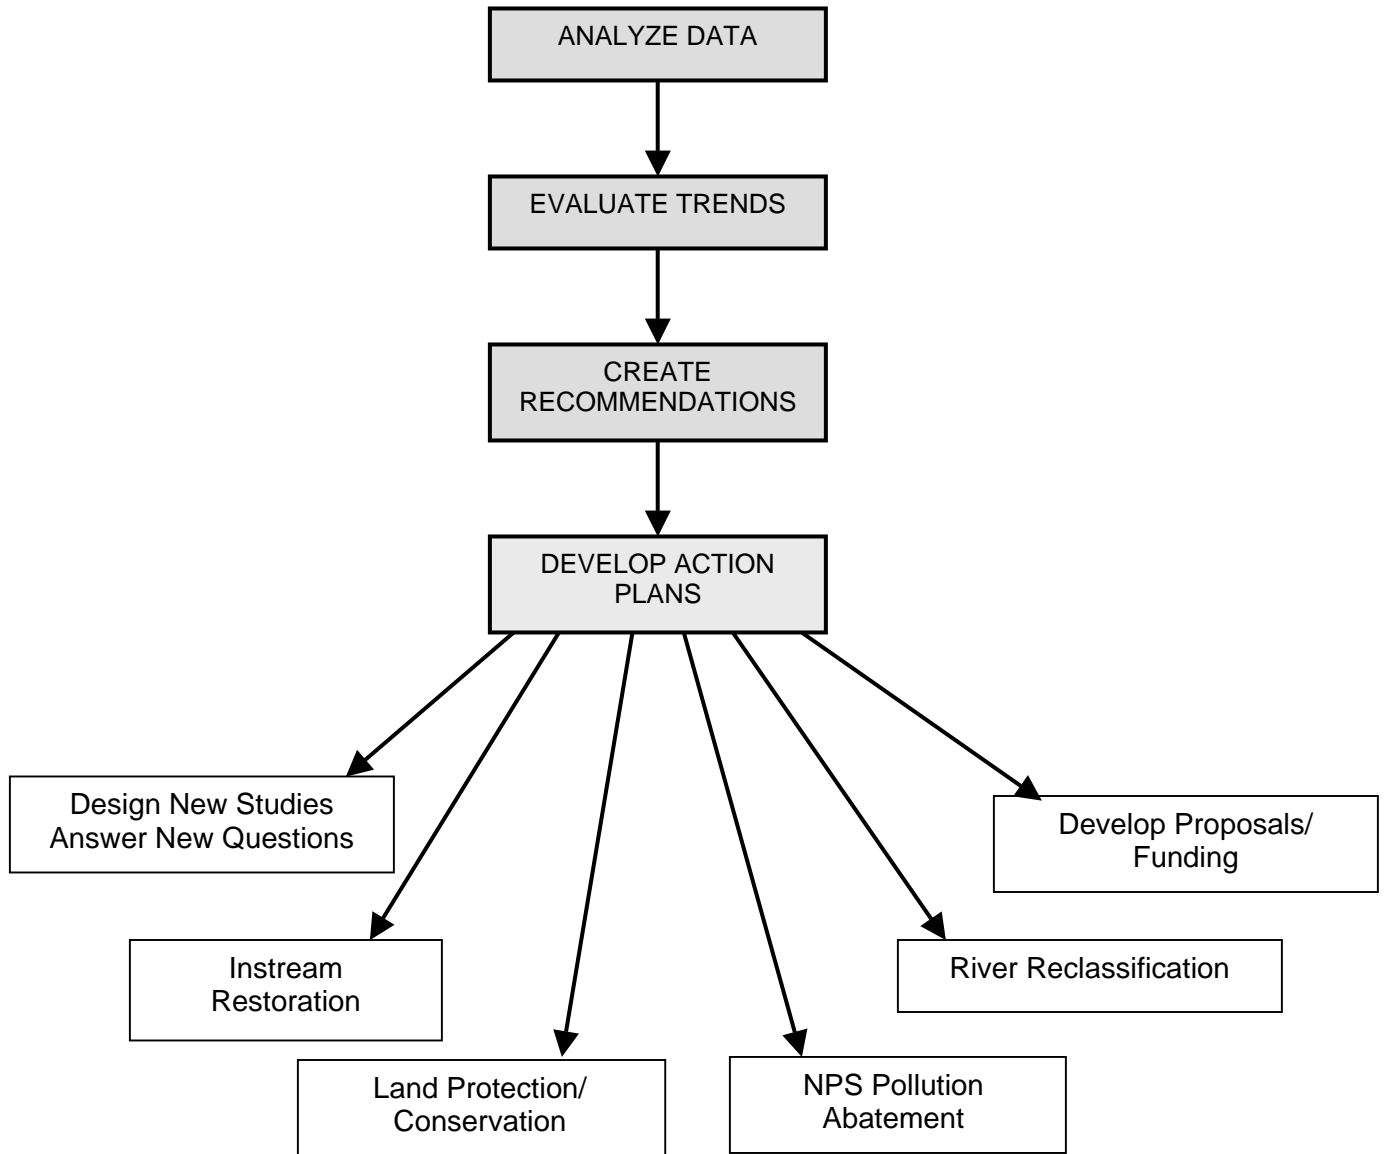 ANALYZE DATA
EVALUATE TRENDS
CREATE
RECOMMENDATIONS
DEVELOP ACTION
PLANS
Design New Studies
Answer New Questions
Develop Proposals/
Funding
Instream
Restoration
River Reclassification
Land Protection/
Conservation
NPS Pollution
Abatement